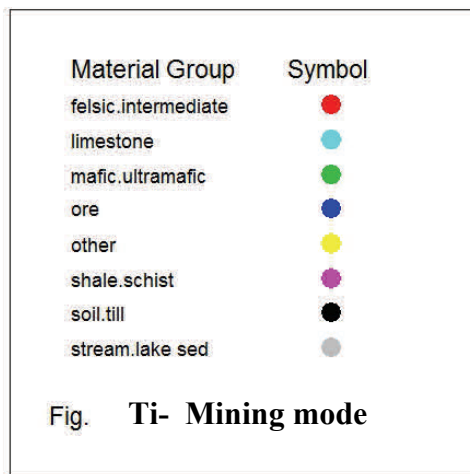 Material Group Symbol
felsic.intermediate
limestone
mafic.ultramafic
ore
other
shale.schist
soil.till
stream.lake sed
Fig. Ti- Mining mode